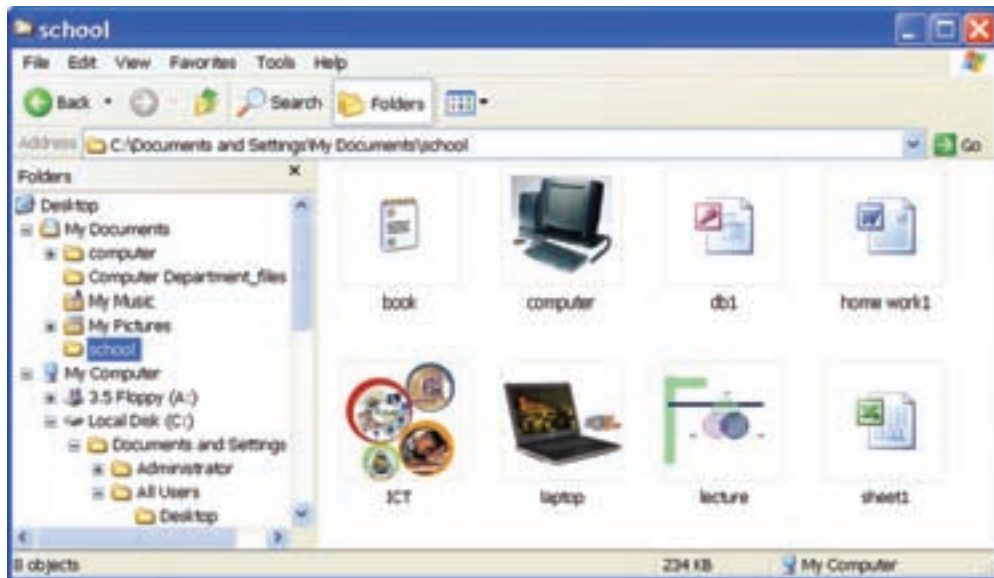 school
File Edit View Favorites Tools Help
Back Search Folders
Address C:\Documents and Settings\My Documents\school Go
Folders
Desktop
My Documents
computer
Computer Department_files
My Music
My Pictures
school
My Computer
3.5 Floppy (A:)
Local Disk (C:)
Documents and Settings
Administrator
All Users
Desktop
book computer db1 home work1
ICT laptop lecture sheet1
8 objects 234 KB My Computer